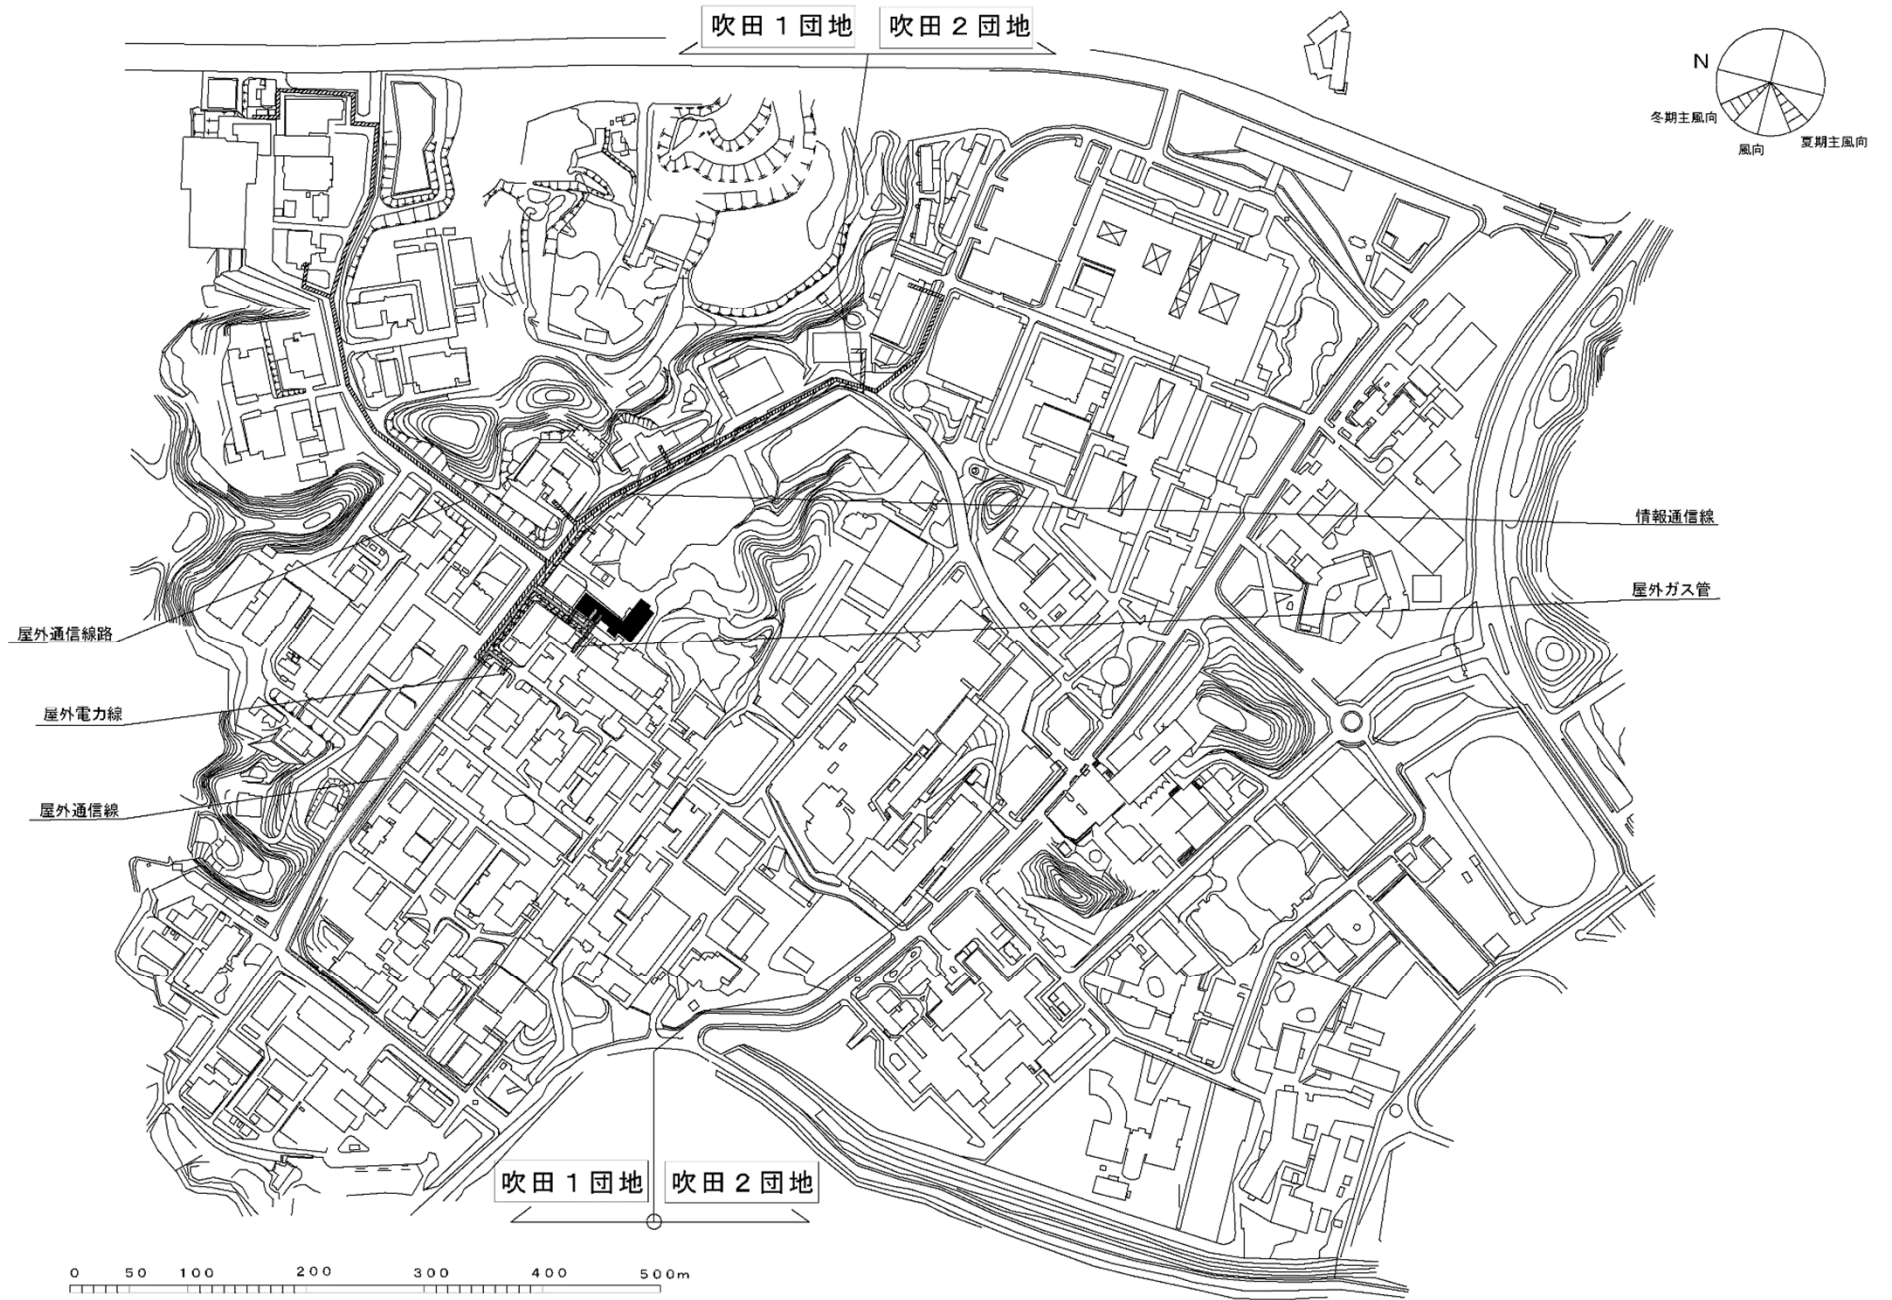 吹田1団地 吹田2団地
N
冬期主風向
風向
夏期主風向
情報通信線
屋外ガス管
屋外通信線路
屋外電力線
屋外通信線
吹田1団地 吹田2団地
0 50 100 200 300 400 500m